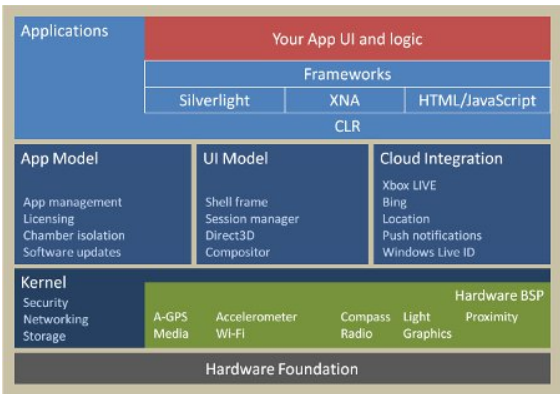 Applications
Your App UI and logic
Frameworks
Silverlight XNA HTML/JavaScript
CLR
App Model
App management
Licensing
Chamber isolation
Software updates
UI Model
Shell frame
Session manager
Direct3D
Compositor
Cloud Integration
Xbox LIVE
Bing
Location
Push notifications
Windows Live ID
Kernel
Security
Networking
Storage
Hardware BSP
A-GPS Accelerometer Compass Light Proximity
Media Wi-Fi Radio Graphics
Hardware Foundation